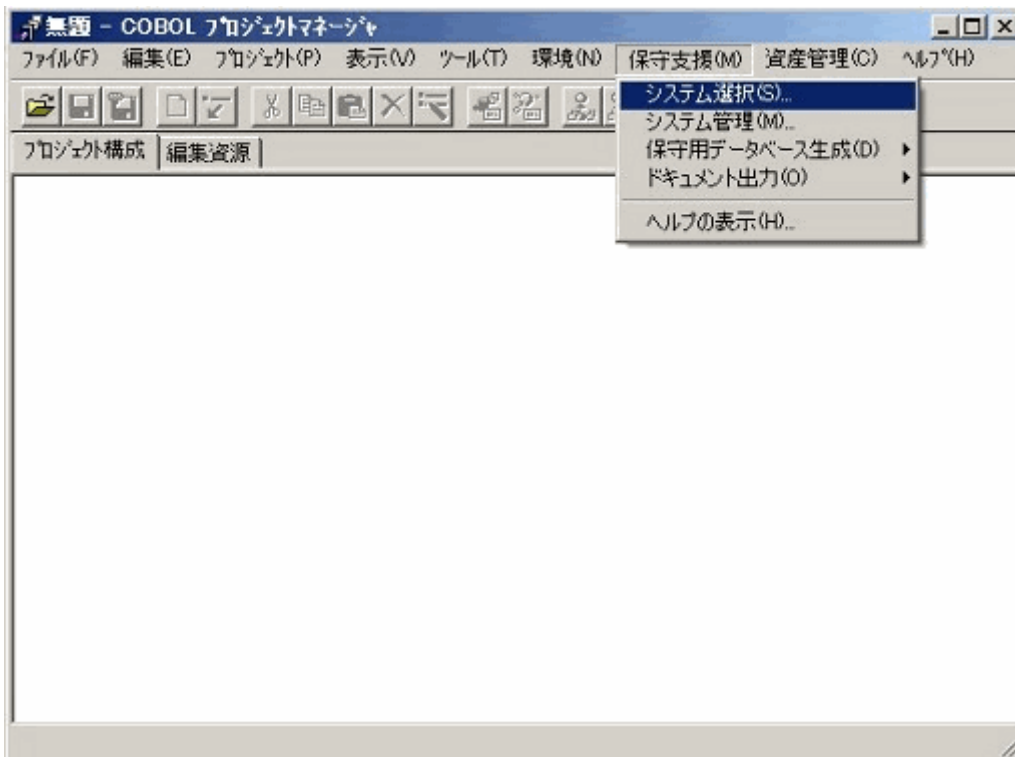 無題 - COBOL ﾌﾟﾛｼﾞｪｸﾄﾏﾈｰｼﾞｬ
ﾌｧｲﾙ(F) 編集(E) ﾌﾟﾛｼﾞｪｸﾄ(P) 表示(V) ﾂｰﾙ(T) 環境(N) 保守支援(M) 資産管理(C) ﾍﾙﾌﾟ(H)
システム選択(S)...
システム管理(M)...
保守用データベース生成(D)
ドキュメント出力(O)
ヘルプの表示(H)...
ﾌﾟﾛｼﾞｪｸﾄ構成 編集資源